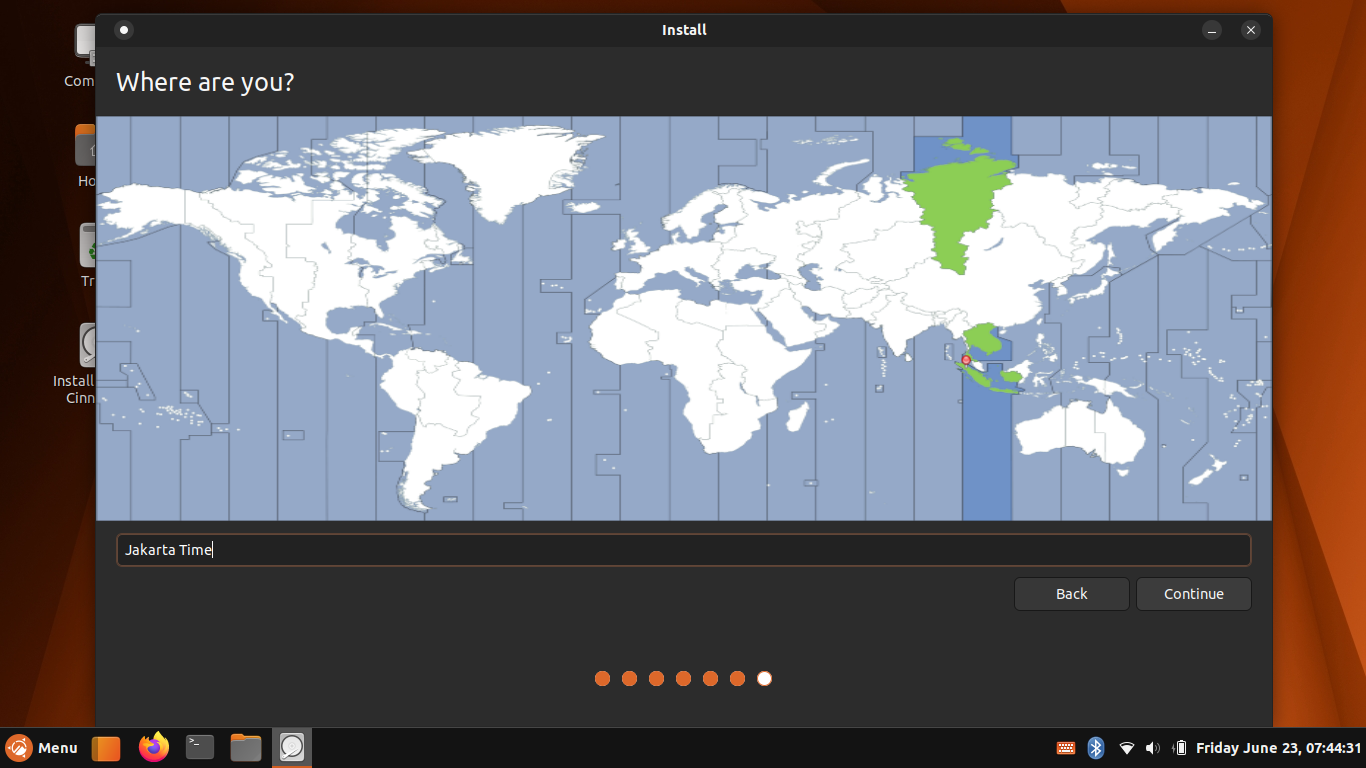 Install
Where are you?
Com
Ho
Tr
Install
Cinn
Jakarta Time
Back
Continue
Menu
>_
Friday June 23, 07:44:31